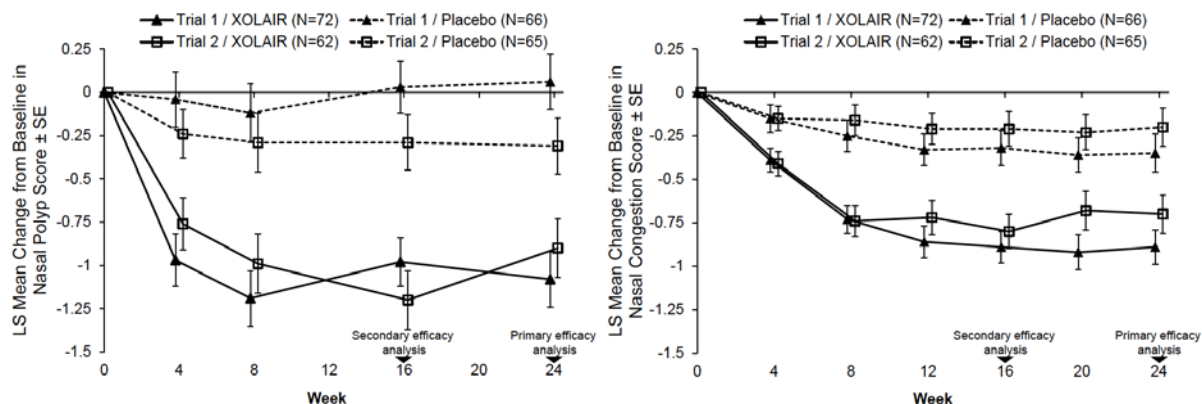 Trial 1 / XOLAIR (N=72) Trial 1 / Placebo (N=66)
Trial 2 / XOLAIR (N=62) Trial 2 / Placebo (N=65)
LS Mean Change from Baseline in
Nasal Polyp Score ± SE
0.25
0
-0.25
-0.5
-0.75
-1
-1.25
-1.5
Secondary efficacy
analysis
Primary efficacy
analysis
0 4 8 12 16 20 24
Week
Trial 1 / XOLAIR (N=72) Trial 1 / Placebo (N=66)
Trial 2 / XOLAIR (N=62) Trial 2 / Placebo (N=65)
LS Mean Change from Baseline in
Nasal Congestion Score ± SE
0.25
0
-0.25
-0.5
-0.75
-1
-1.25
-1.5
Secondary efficacy
analysis
Primary efficacy
analysis
0 4 8 12 16 20 24
Week